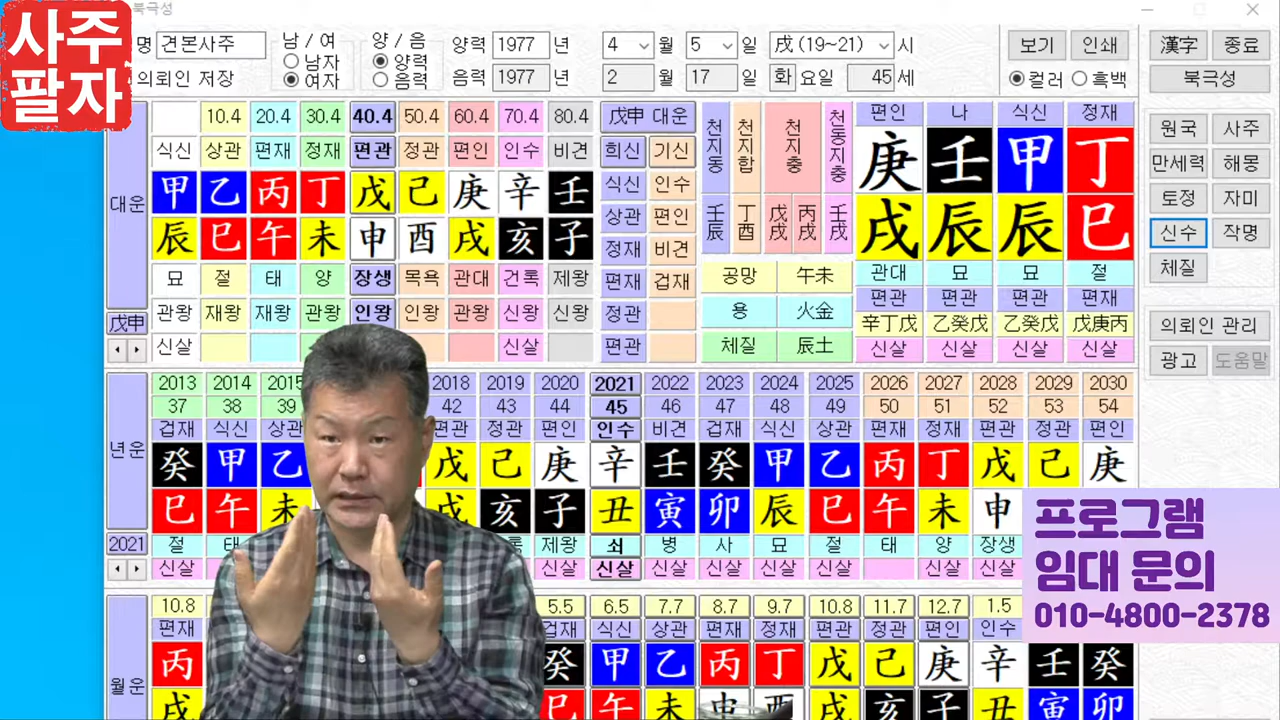 사주
팔자
북극성
명 견본사주 남 / 여 양 / 음 양력 1977 년 4 월 5 일 戌 (19~21) 시 보기 인쇄 漢字 종료
의뢰인 저장 남자 여자 양력 음력 음력 1977 년 2 월 17 일 화 요일 45 세 컬러 흑백 북극성
원국 사주
만세력 해몽
토정 자미
신수 작명
체질
의뢰인 관리
광고 도움말
대운
10.4 20.4 30.4 40.4 50.4 60.4 70.4 80.4
식신 상관 편재 정재 편관 정관 편인 인수 비견
甲 乙 丙 丁 戊 己 庚 辛 壬
辰 巳 午 未 申 酉 戌 亥 子
묘 절 태 양 장생 목욕 관대 건록 제왕
관왕 재왕 재왕 관왕 인왕 인왕 관왕 신왕 신왕
戊申
신살 신살
戊申 대운
희신 기신
식신 인수
상관 편인
정재 비견
편재 겁재
정관
편관
천지동 천지합 천지충 천동지충
壬辰 丁酉 戊戌 丙戌 壬戌
공망 午未
용 火金
체질 辰土
편인 나 식신 정재
庚 壬 甲 丁
戌 辰 辰 巳
관대 묘 묘 절
편관 편관 편관 편재
辛丁戊 乙癸戊 乙癸戊 戊庚丙
신살 신살 신살 신살
년운
2013 2014 2015 2018 2019 2020 2021 2022 2023 2024 2025 2026 2027 2028 2029 2030
37 38 39 42 43 44 45 46 47 48 49 50 51 52 53 54
겁재 식신 상관 편관 정관 편인 인수 비견 겁재 식신 상관 편재 정재 편관 정관 편인
癸 甲 乙 戊 己 庚 辛 壬 癸 甲 乙 丙 丁 戊 己 庚
巳 午 未 戌 亥 子 丑 寅 卯 辰 巳 午 未 申
2021
절 태 제왕 쇠 병 사 묘 절 태 양 장생
신살 신살 신살 신살 신살 신살 신살 신살 신살 신살
프로그램
임대 문의
010-4800-2378
월운
10.8 5.5 6.5 7.7 8.7 9.7 10.8 11.7 12.7 1.5
편재 겁재 식신 상관 편재 정재 편관 정관 편인 인수
丙 癸 甲 乙 丙 丁 戊 己 庚 辛 壬 癸
戌 巳 午 未 申 酉 戌 亥 子 丑 寅 卯